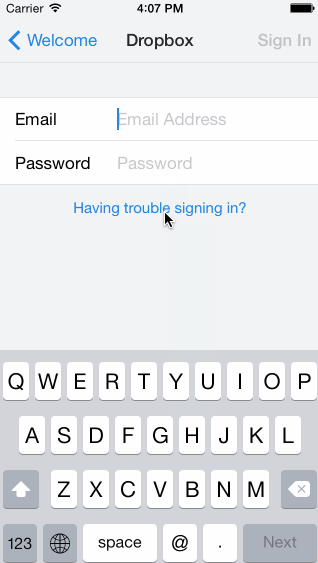 Carrier 4:07 PM
Welcome Dropbox Sign In
Email Email Address
Password Password
Having trouble signing in?
Q W E R T Y U I O P
A S D F G H J K L
Z X C V B N M
123 space @ . Next